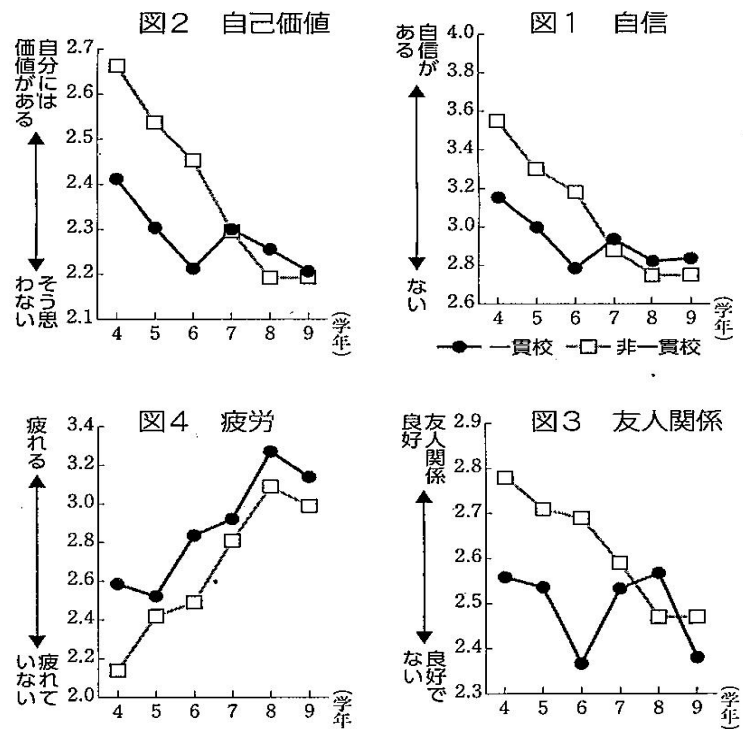 図2 自己価値
自分には
価値がある
そう思
わない
2.7
2.6
2.5
2.4
2.3
2.2
2.1
4 5 6 7 8 9
(学年)
図1 自信
自信が
ある
ない
4.0
3.6
3.4
3.2
3.0
2.8
2.6
4 5 6 7 8 9
(学年)
一貫校 非一貫校
図4 疲労
疲れる
疲れて
いない
3.4
3.2
3.0
2.8
2.6
2.4
2.2
2.0
4 5 6 7 8 9
(学年)
図3 友人関係
友人関係
良好
良好で
ない
2.9
2.8
2.7
2.6
2.5
2.4
2.3
4 5 6 7 8 9
(学年)